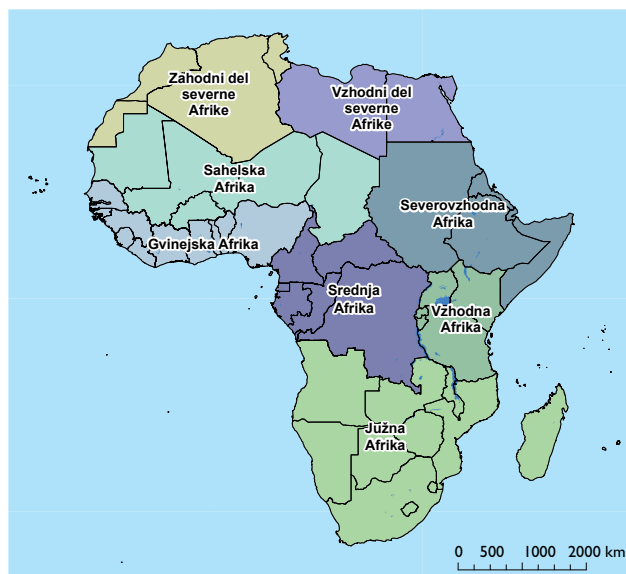 Zahodni del
severne
Afrike
Vzhodni del
severne
Afrike
Sahelska
Afrika
Severovzhodna
Afrika
Gvinejska Afrika
Srednja
Afrika
Vzhodna
Afrika
Južna
Afrika
0 500 1000 2000 km